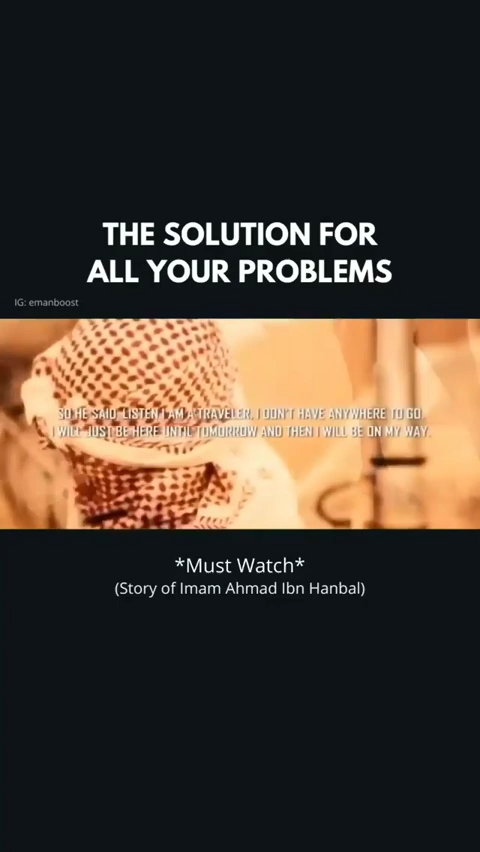 THE SOLUTION FOR
ALL YOUR PROBLEMS
IG: emanboost
SO HE SAID, LISTEN I AM A TRAVELER, I DON'T HAVE ANYWHERE TO GO
I WILL JUST BE HERE UNTIL TOMORROW AND THEN I WILL BE ON MY WAY
*Must Watch*
(Story of Imam Ahmad Ibn Hanbal)